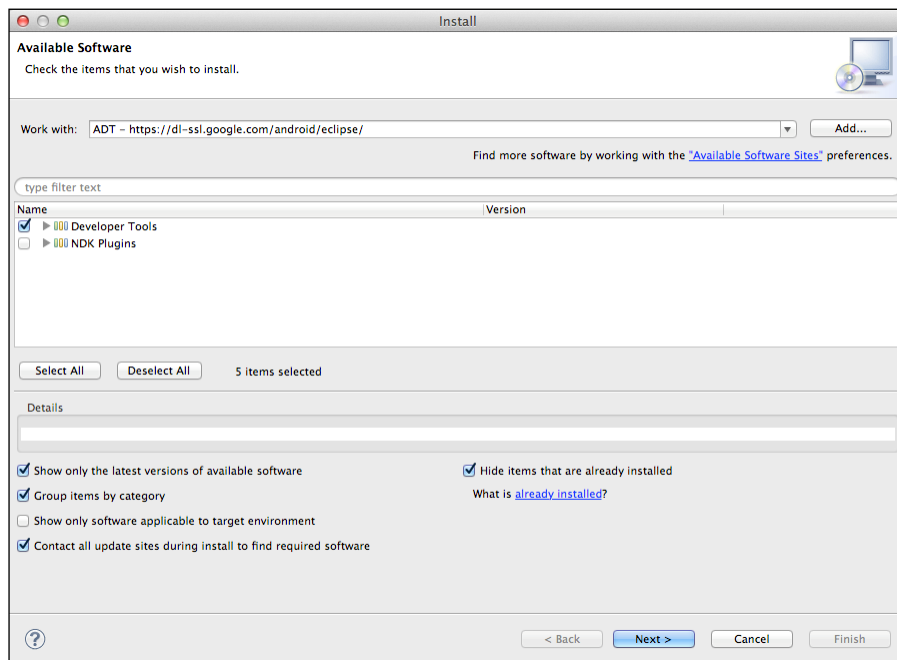 Install
Available Software
Check the items that you wish to install.
Work with: ADT – https://dl-ssl.google.com/android/eclipse/ Add...
Find more software by working with the "Available Software Sites" preferences.
type filter text
Name Version
Developer Tools
NDK Plugins
Select All Deselect All 5 items selected
Details
Show only the latest versions of available software Hide items that are already installed
Group items by category What is already installed?
Show only software applicable to target environment
Contact all update sites during install to find required software
? < Back Next > Cancel Finish